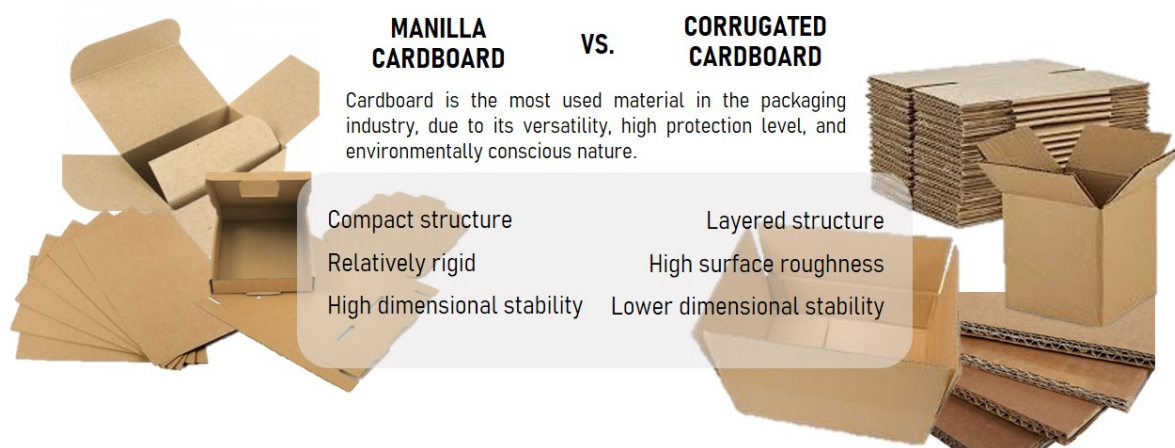 MANILLA
CARDBOARD
VS.
CORRUGATED
CARDBOARD
Cardboard is the most used material in the packaging
industry, due to its versatility, high protection level, and
environmentally conscious nature.
Compact structure
Relatively rigid
High dimensional stability
Layered structure
High surface roughness
Lower dimensional stability